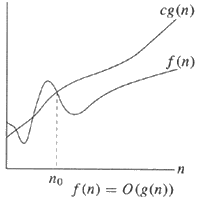 cg(n)
f(n)
n
n₀
f(n) = O(g(n))